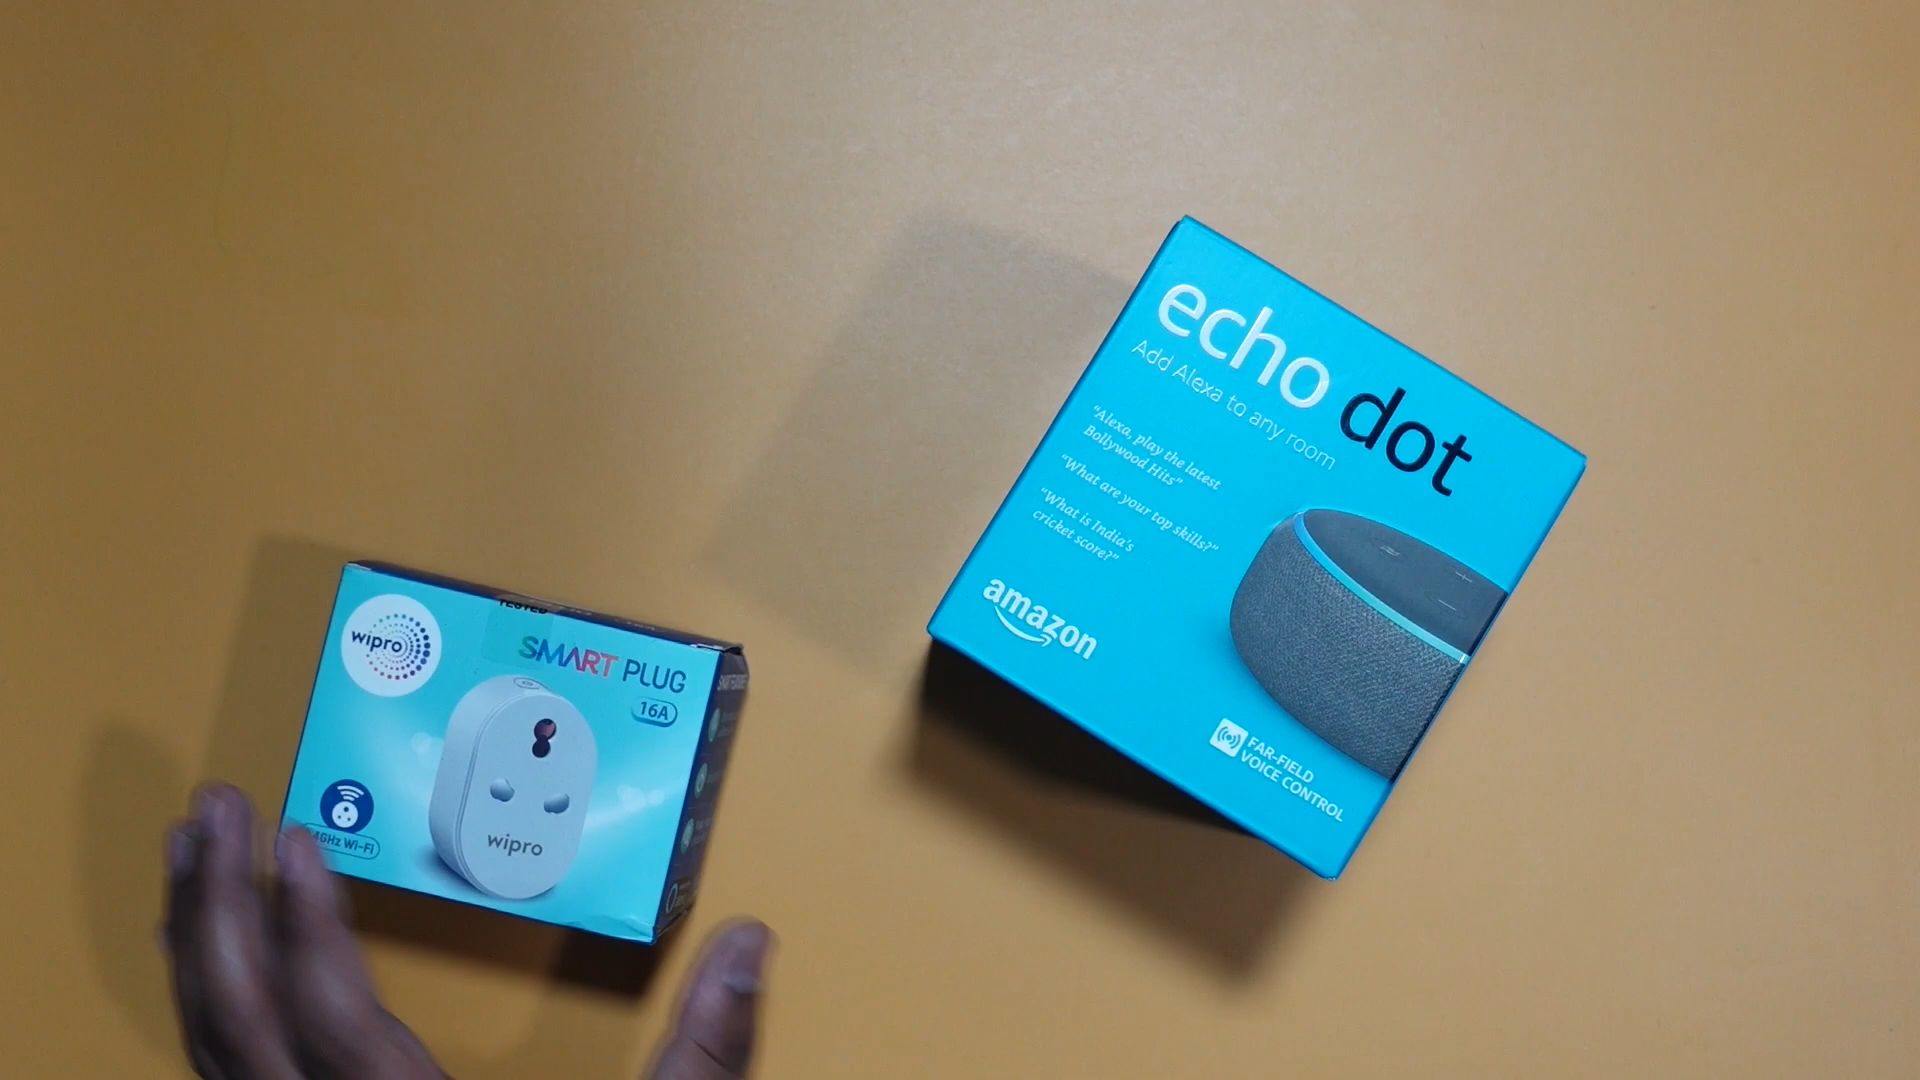 TESTED
wipro
SMART PLUG
16A
4GHz Wi-Fi
wipro
echo dot
Add Alexa to any room
“Alexa, play the latest
Bollywood Hits”
“What are your top skills?”
“What is India's
cricket score?”
amazon
FAR-FIELD
VOICE CONTROL